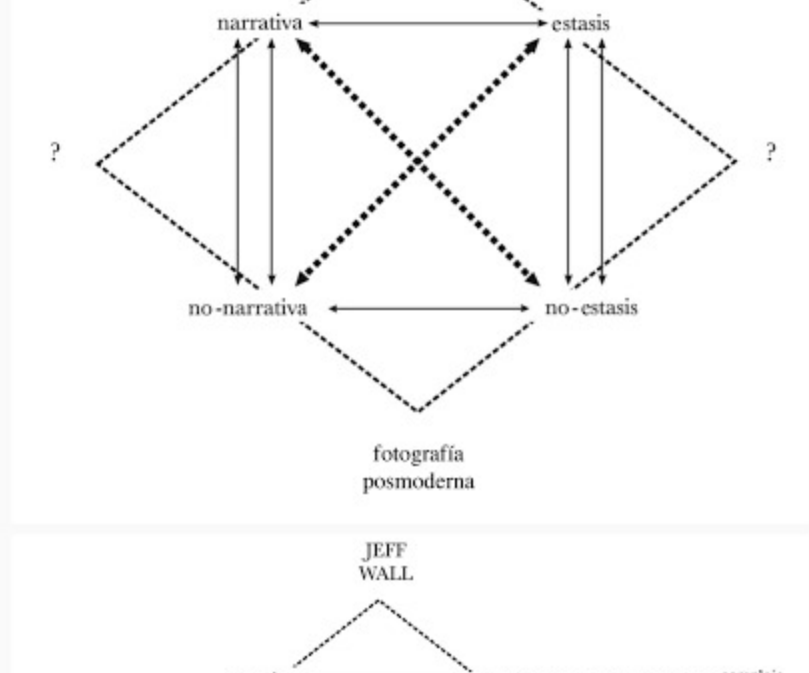 narrativa estasis
? ?
no-narrativa no-estasis
fotografía
posmoderna
JEFF
WALL